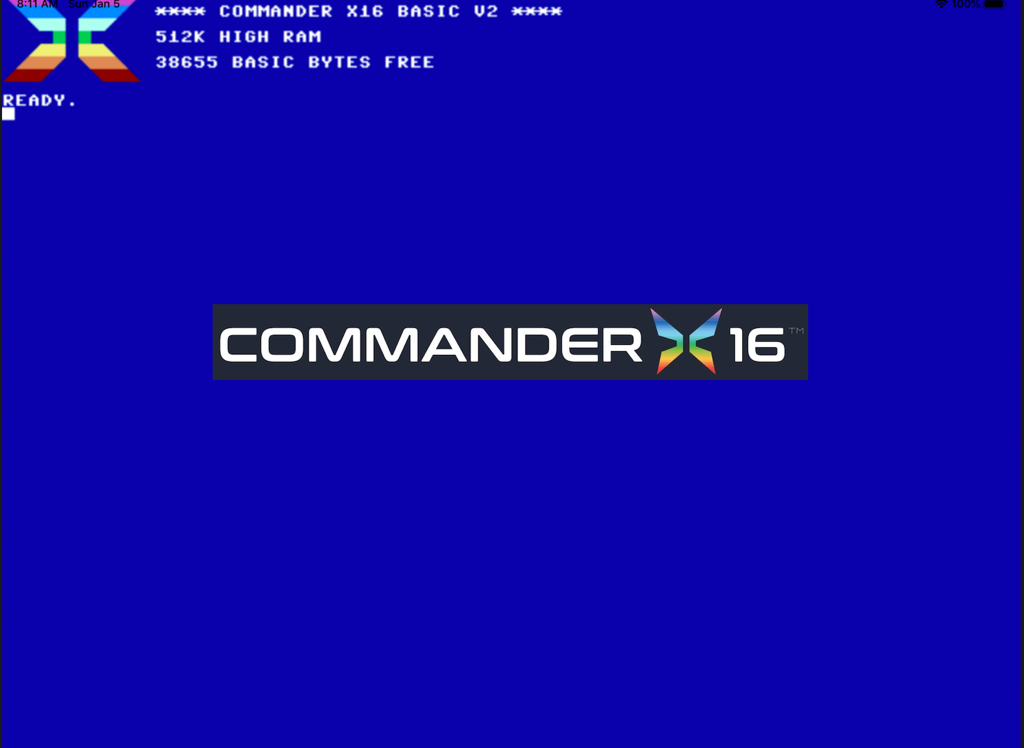 8:11 AM Sun Jan 5 100%
**** COMMANDER X16 BASIC V2 ****
512K HIGH RAM
38655 BASIC BYTES FREE
READY.
COMMANDER X16™